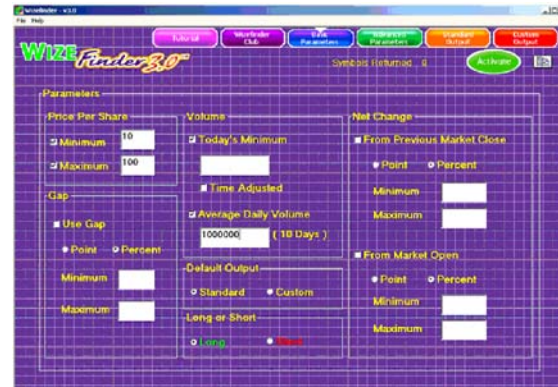 Wizefinder - v3.0
File Help
Tutorial
Wizefinder Club
Basic Parameters
Advanced Parameters
Standard Output
Custom Output
WIZE Finder 3.0
Symbols Returned 0
Activate
Parameters
Price Per Share
Minimum 10
Maximum 100
Gap
Use Gap
Point Percent
Minimum
Maximum
Volume
Today's Minimum
Time Adjusted
Average Daily Volume
1000000 ( 10 Days )
Default Output
Standard Custom
Long or Short
Long Short
Net Change
From Previous Market Close
Point Percent
Minimum
Maximum
From Market Open
Point Percent
Minimum
Maximum